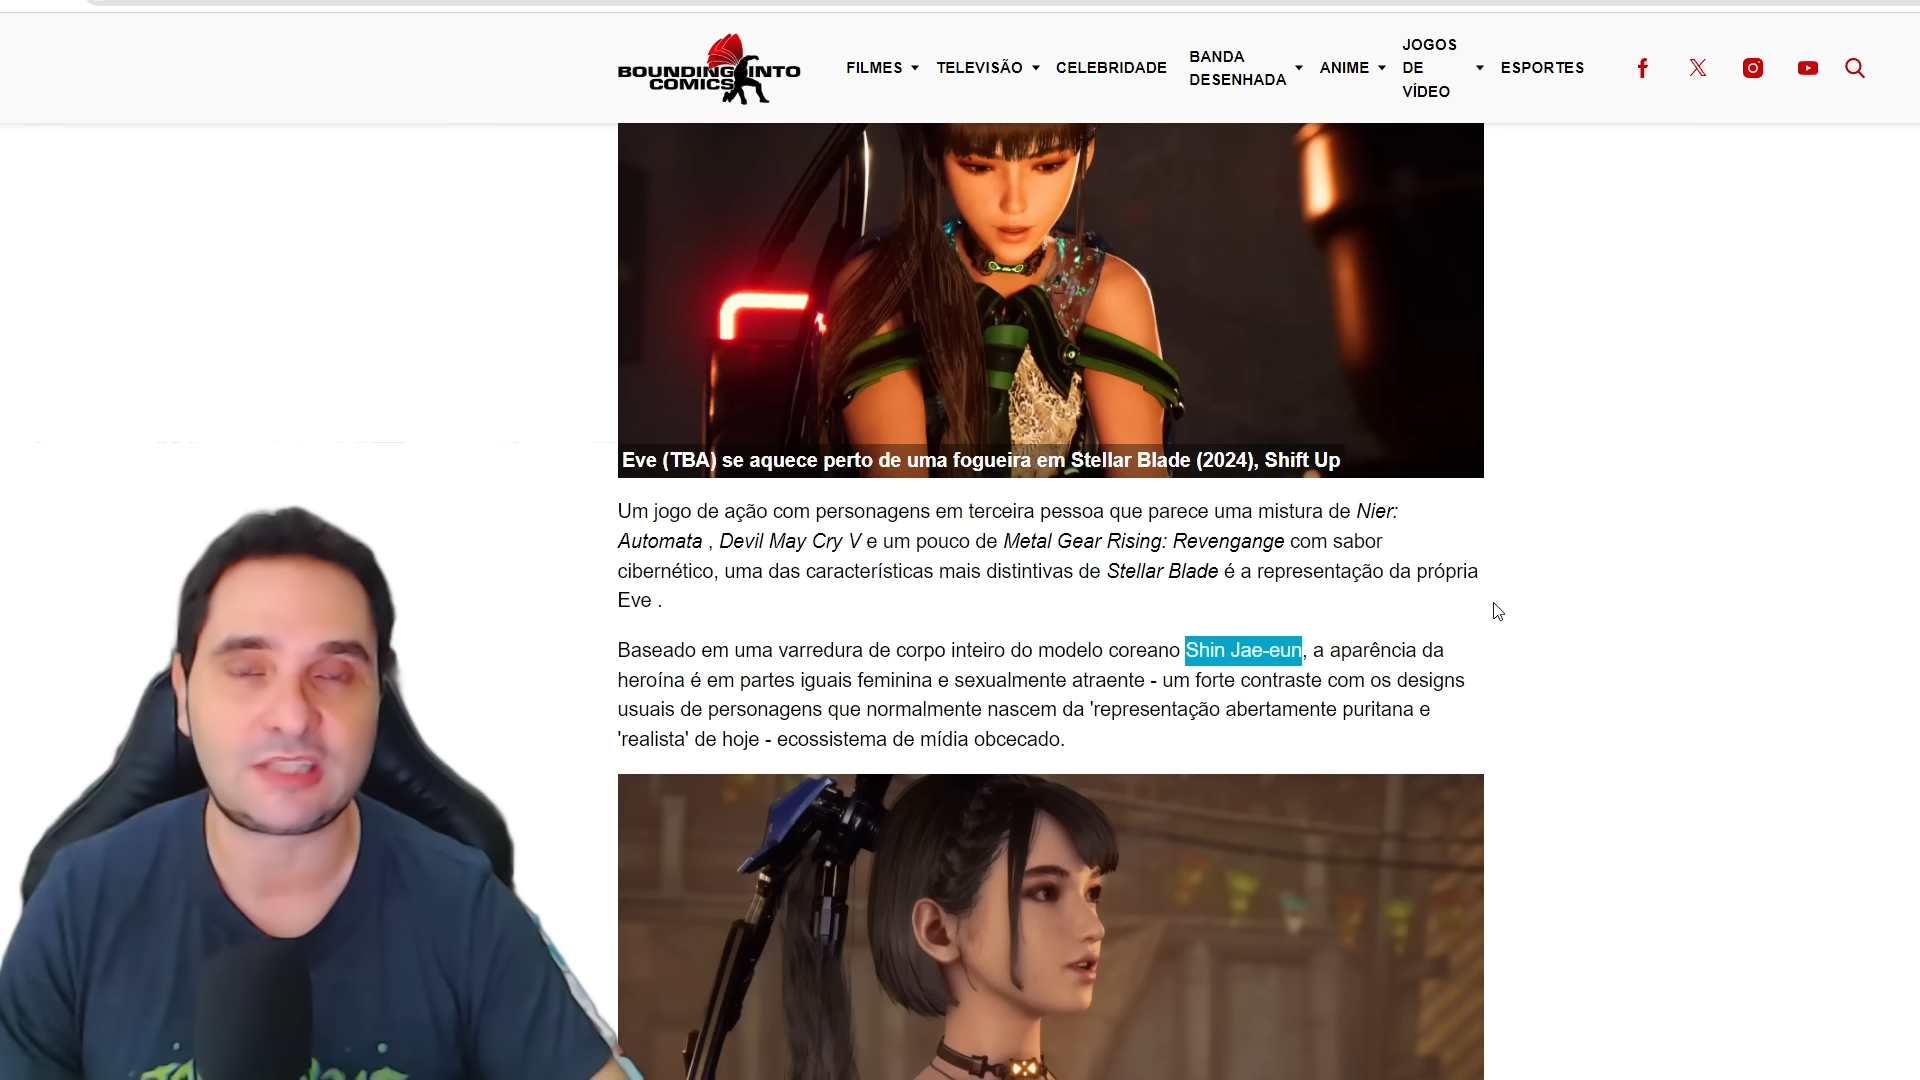 BOUNDING INTO
COMICS
FILMES
TELEVISÃO
CELEBRIDADE
BANDA
DESENHADA
ANIME
JOGOS
DE
VÍDEO
ESPORTES
Eve (TBA) se aquece perto de uma fogueira em Stellar Blade (2024), Shift Up
Um jogo de ação com personagens em terceira pessoa que parece uma mistura de Nier:
Automata , Devil May Cry V e um pouco de Metal Gear Rising: Revengange com sabor
cibernético, uma das características mais distintivas de Stellar Blade é a representação da própria
Eve .
Baseado em uma varredura de corpo inteiro do modelo coreano Shin Jae-eun, a aparência da
heroína é em partes iguais feminina e sexualmente atraente - um forte contraste com os designs
usuais de personagens que normalmente nascem da 'representação abertamente puritana e
'realista' de hoje - ecossistema de mídia obcecado.